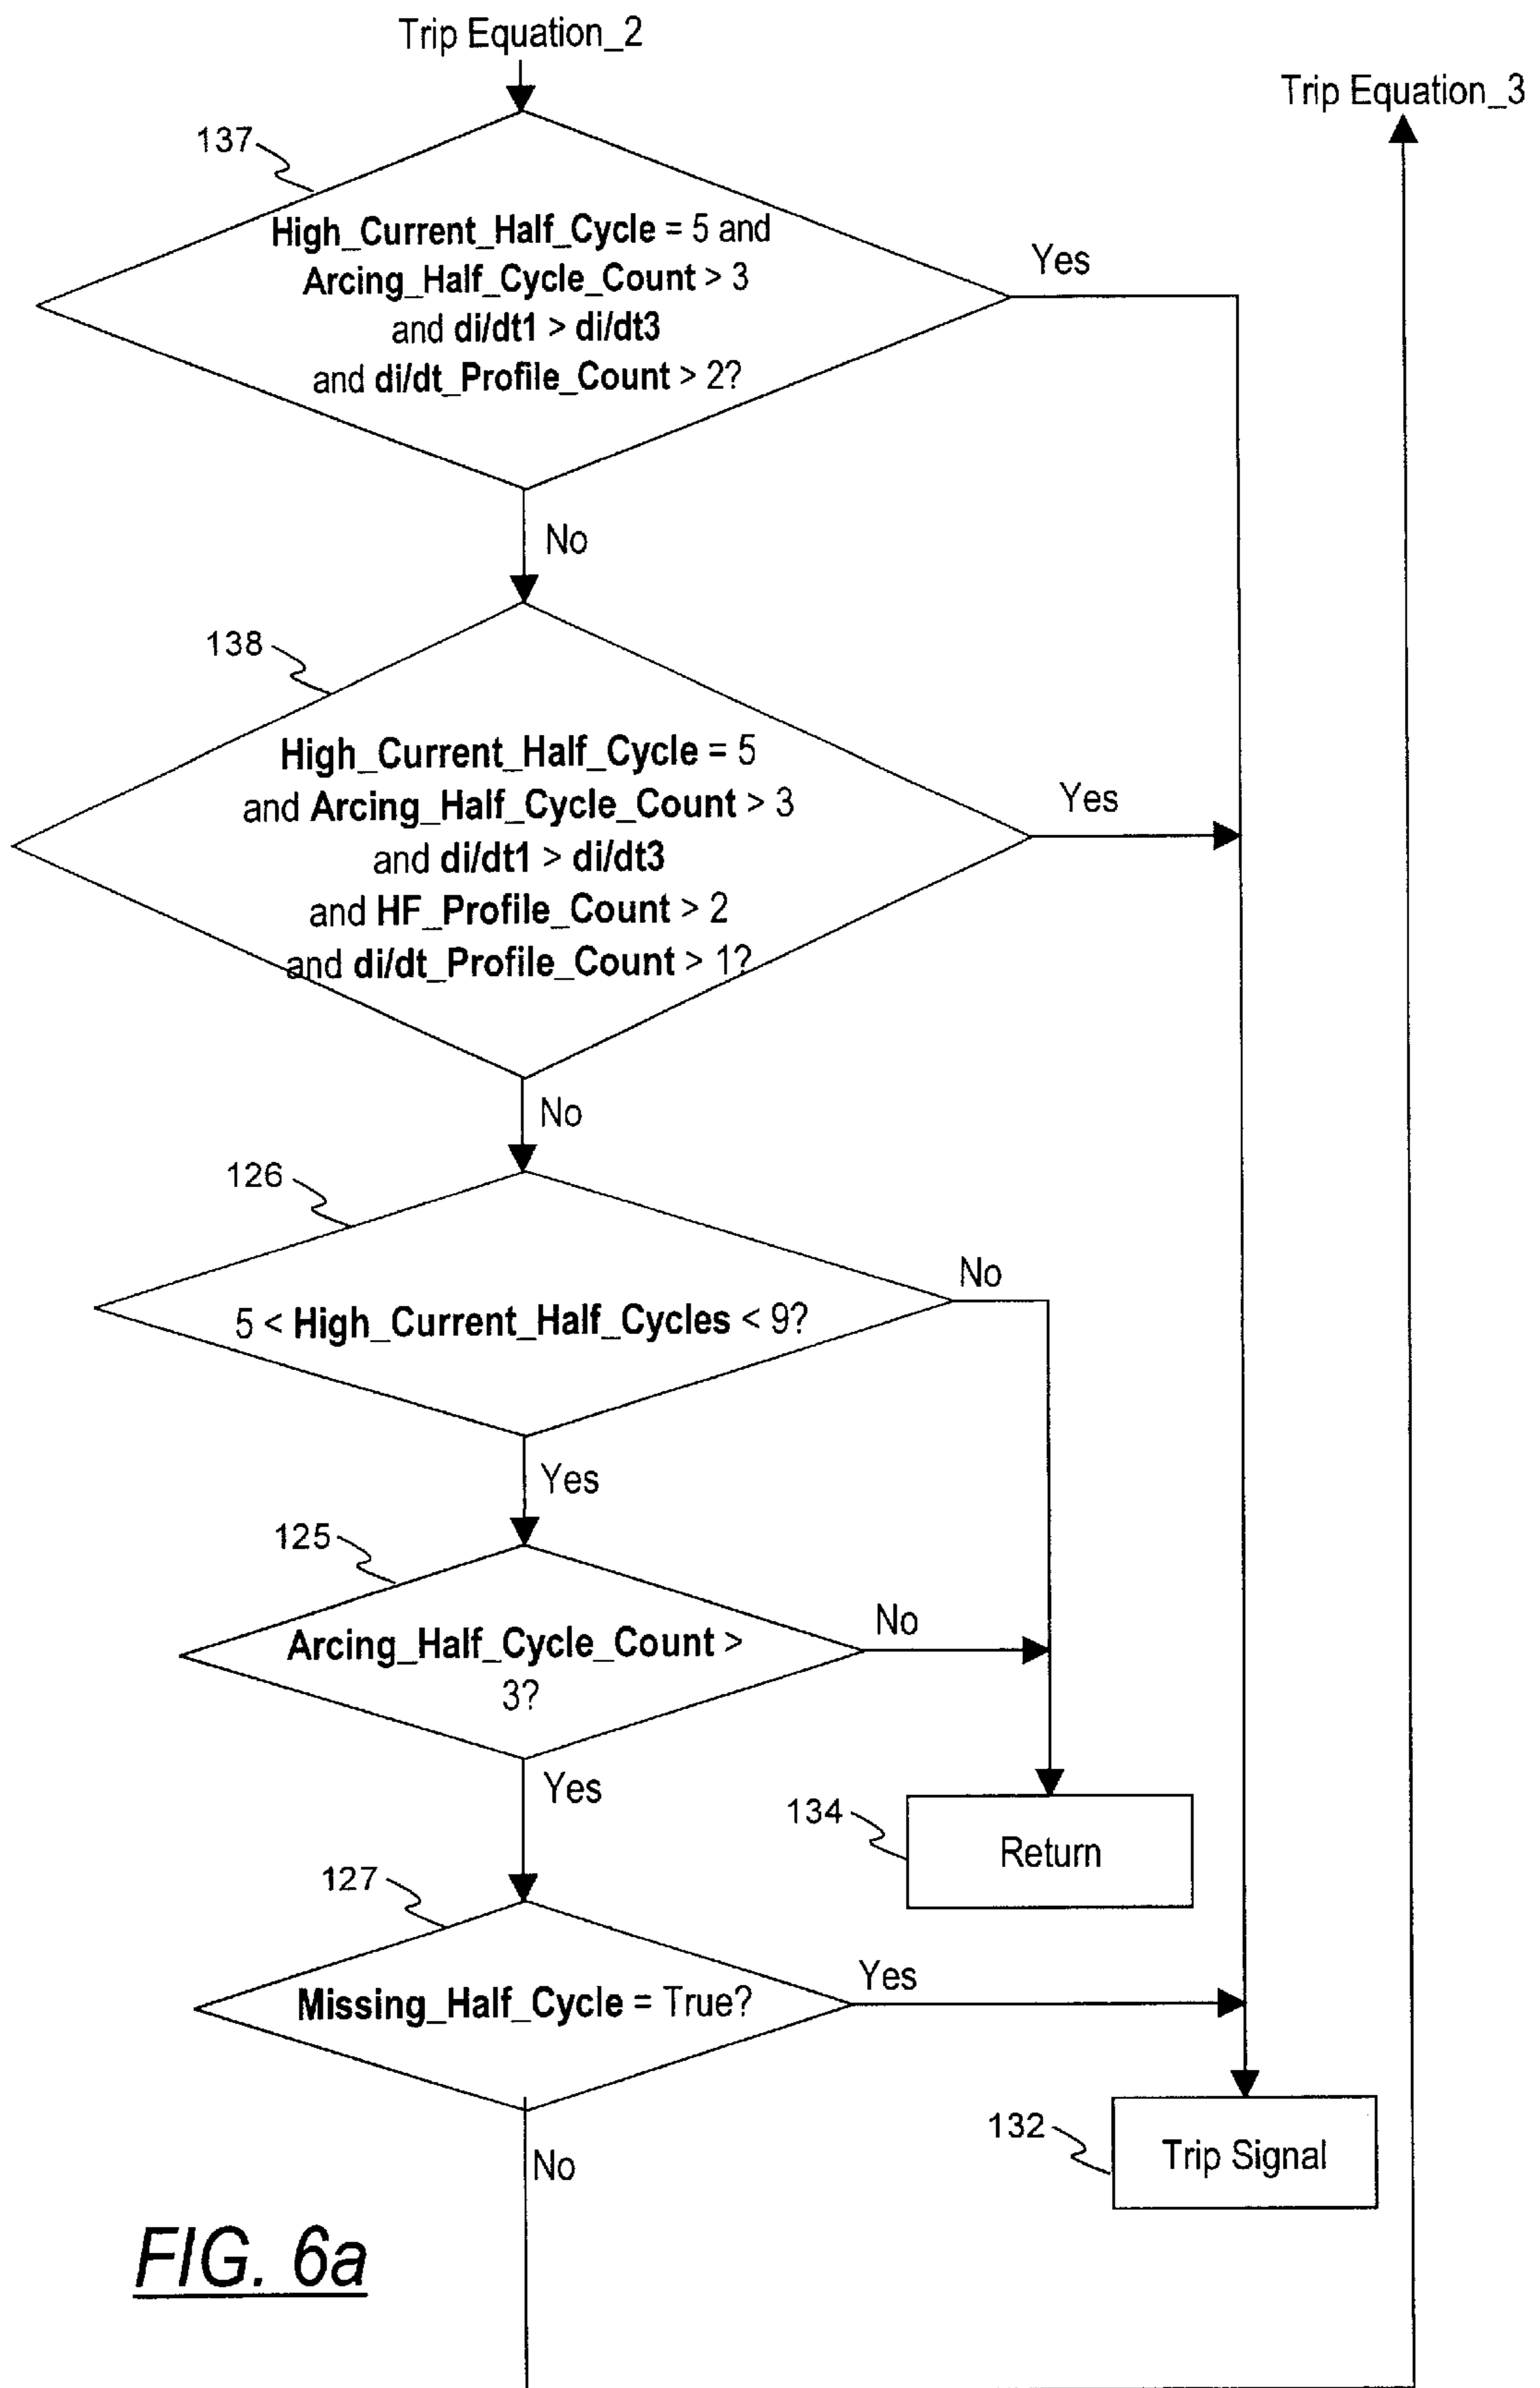 Trip Equation_2
Trip Equation_3
137
High_Current_Half_Cycle = 5 and
Arcing_Half_Cycle_Count > 3
and di/dt1 > di/dt3
and di/dt_Profile_Count > 2?
Yes
No
138
High_Current_Half_Cycle = 5
and Arcing_Half_Cycle_Count > 3
and di/dt1 > di/dt3
and HF_Profile_Count > 2
and di/dt_Profile_Count > 1?
Yes
No
126
5 < High_Current_Half_Cycles < 9?
No
Yes
125
Arcing_Half_Cycle_Count >
3?
No
Yes
134
Return
127
Missing_Half_Cycle = True?
Yes
No
132
Trip Signal
FIG. 6a